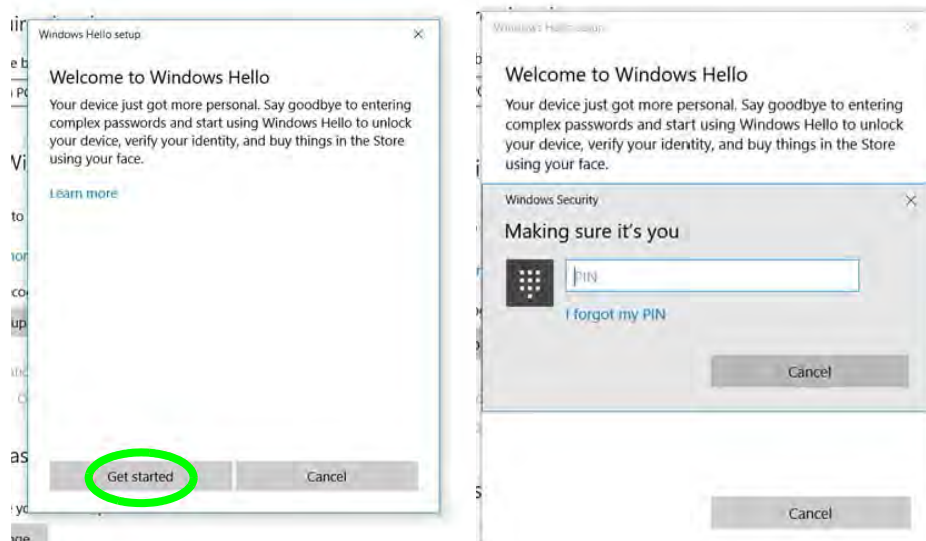 Windows Hello setup
Welcome to Windows Hello
Your device just got more personal. Say goodbye to entering
complex passwords and start using Windows Hello to unlock
your device, verify your identity, and buy things in the Store
using your face.
Learn more
Get started
Cancel
Windows Hello setup
Welcome to Windows Hello
Your device just got more personal. Say goodbye to entering
complex passwords and start using Windows Hello to unlock
your device, verify your identity, and buy things in the Store
using your face.
Windows Security
Making sure it's you
PIN
I forgot my PIN
Cancel
Cancel